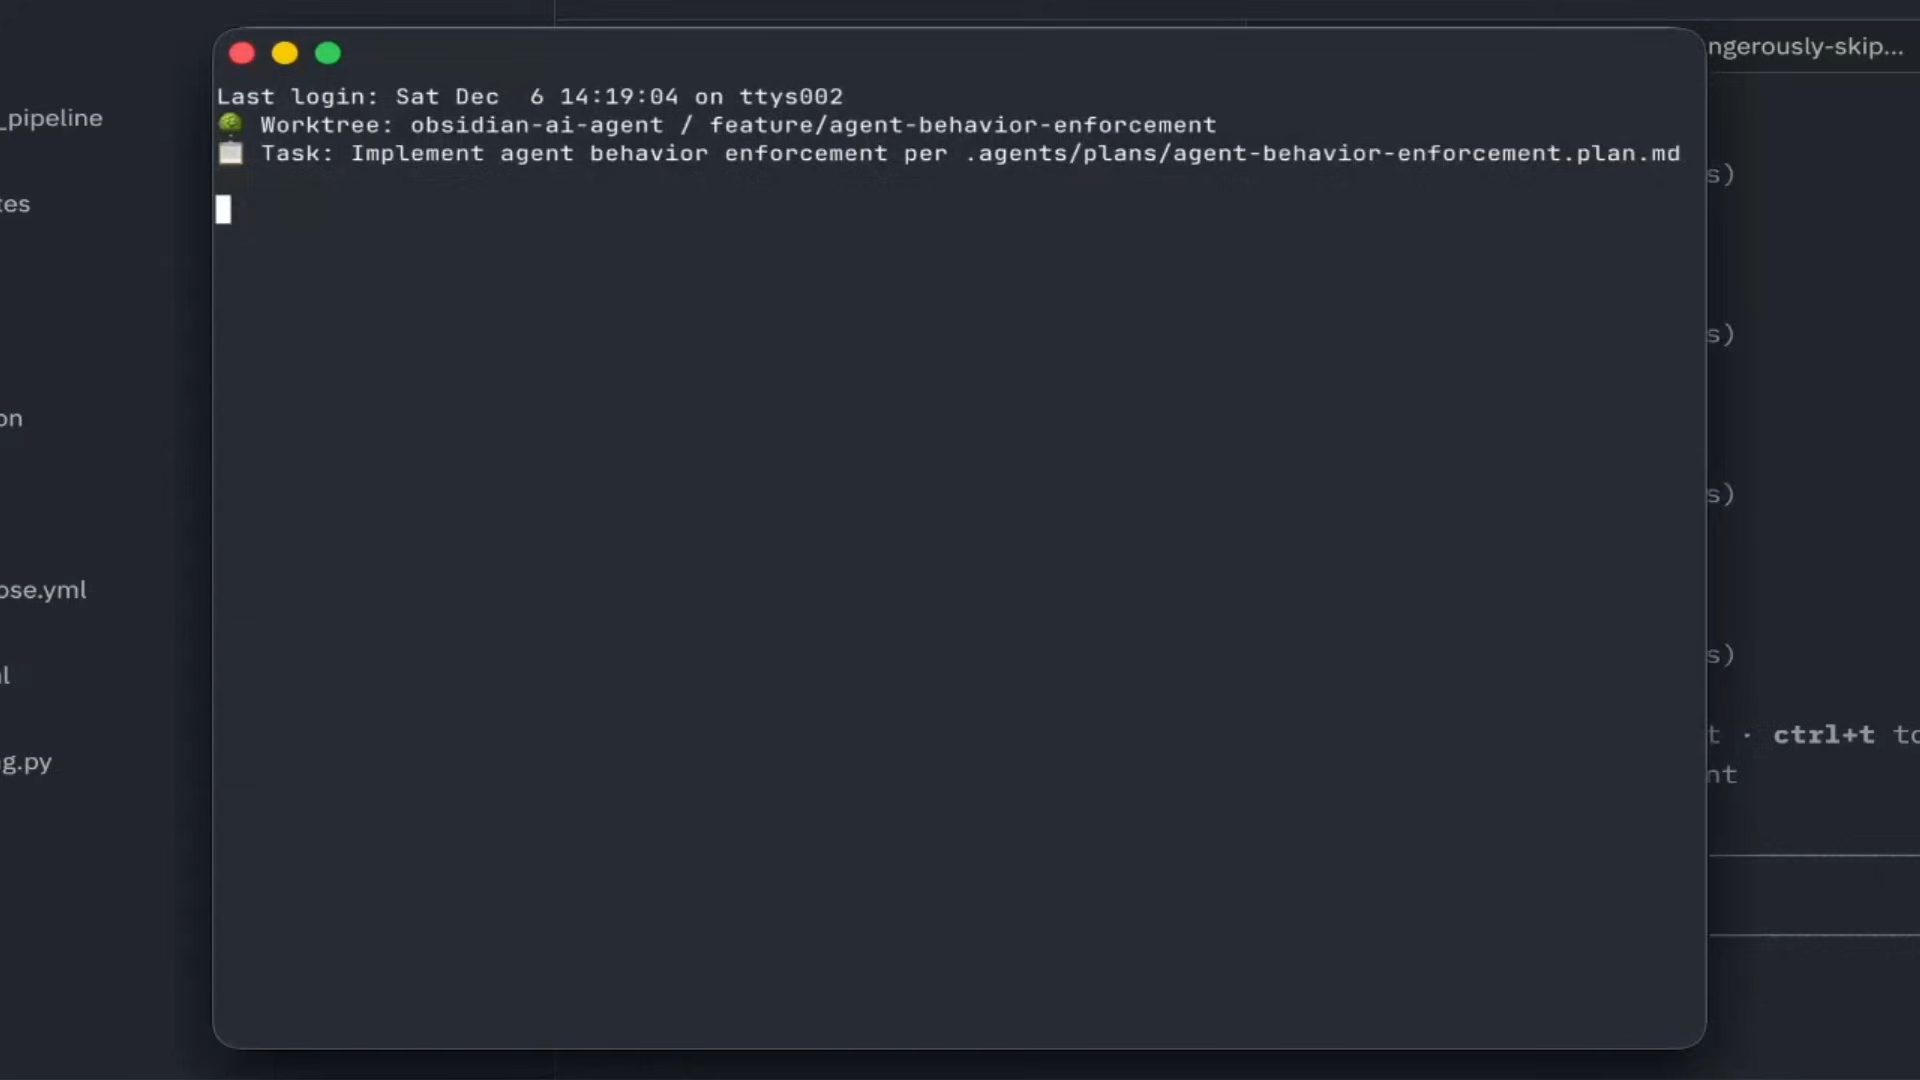 ngerously-skip...
Last login: Sat Dec  6 14:19:04 on ttys002
Worktree: obsidian-ai-agent / feature/agent-behavior-enforcement
Task: Implement agent behavior enforcement per .agents/plans/agent-behavior-enforcement.plan.md
_pipeline
s)
tes
s)
on
s)
ose.yml
s)
l
t · ctrl+t to
g.py
nt